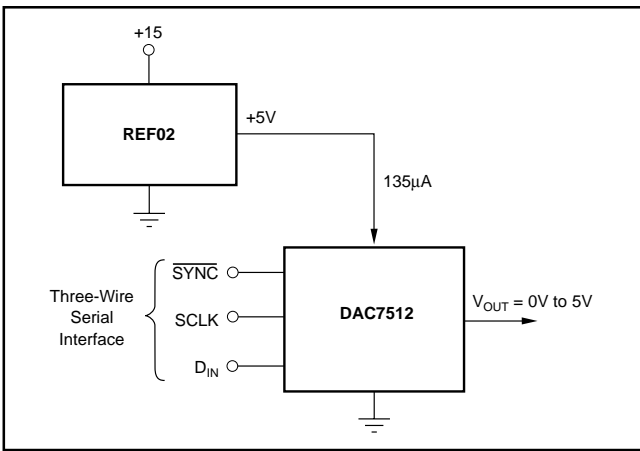 +15
REF02
+5V
135µA
Three-Wire
Serial
Interface
SYNC
SCLK
DIN
DAC7512
VOUT = 0V to 5V